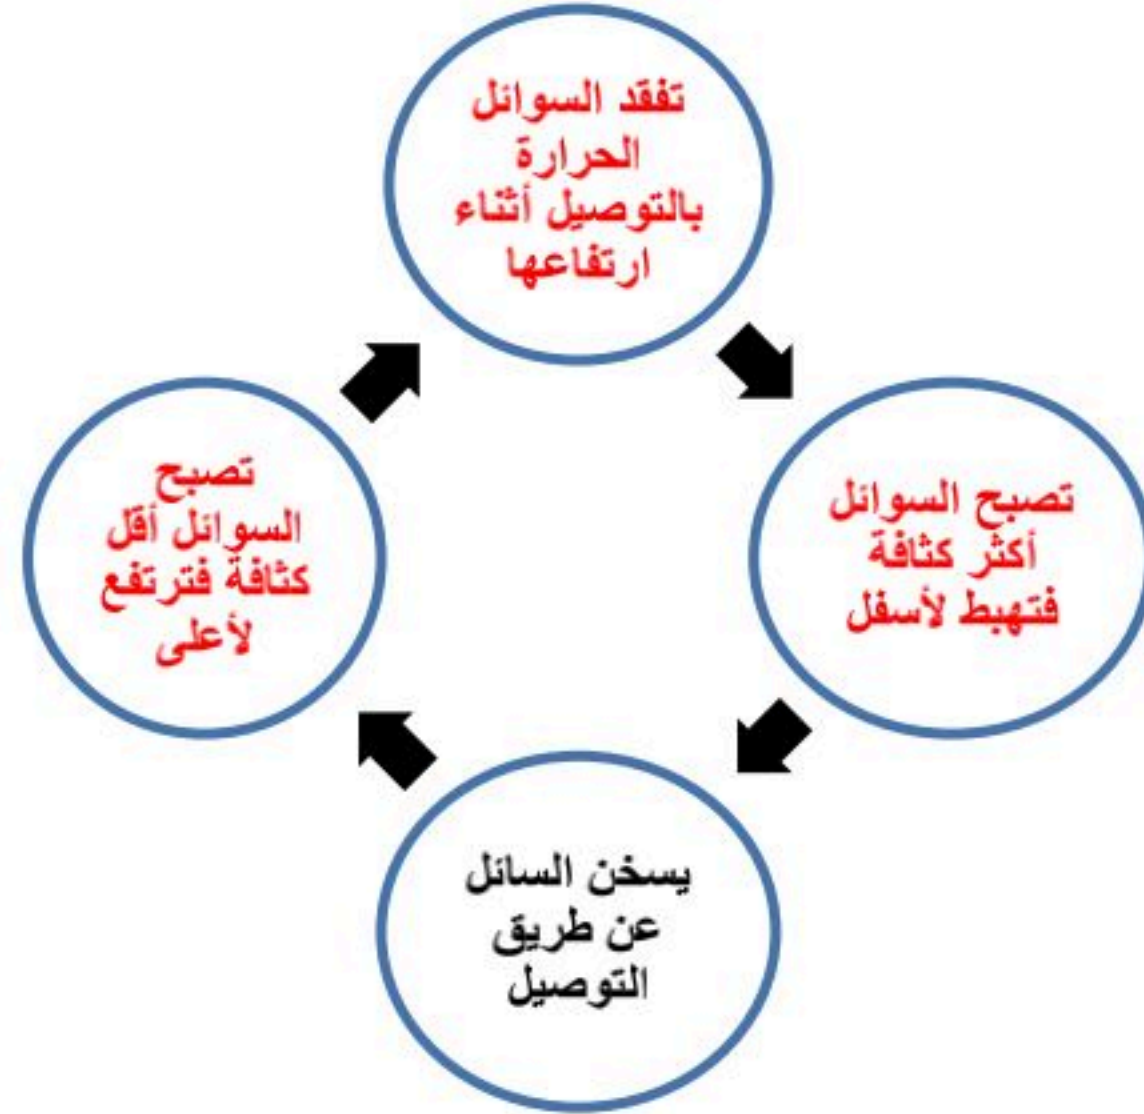 تفقد السوائل
الحرارة
بالتوصيل أثناء
ارتفاعها
تصبح السوائل
أكثر كثافة
فتهبط لأسفل
يسخن السائل
عن طريق
التوصيل
تصبح
السوائل أقل
كثافة فترتفع
لأعلى